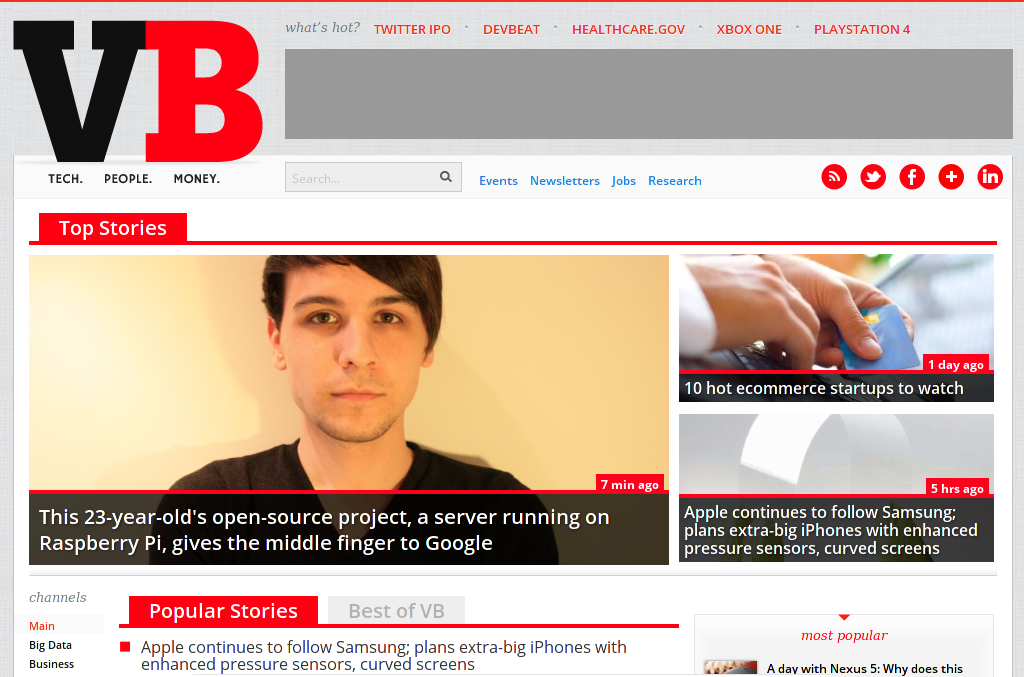 VB
TECH. PEOPLE. MONEY.
what's hot? TWITTER IPO · DEVBEAT · HEALTHCARE.GOV · XBOX ONE · PLAYSTATION 4
Search...
Events Newsletters Jobs Research
Top Stories
7 min ago
This 23-year-old's open-source project, a server running on
Raspberry Pi, gives the middle finger to Google
1 day ago
10 hot ecommerce startups to watch
5 hrs ago
Apple continues to follow Samsung;
plans extra-big iPhones with enhanced
pressure sensors, curved screens
channels
Main
Big Data
Business
Popular Stories
Best of VB
Apple continues to follow Samsung; plans extra-big iPhones with
enhanced pressure sensors, curved screens
most popular
A day with Nexus 5: Why does this